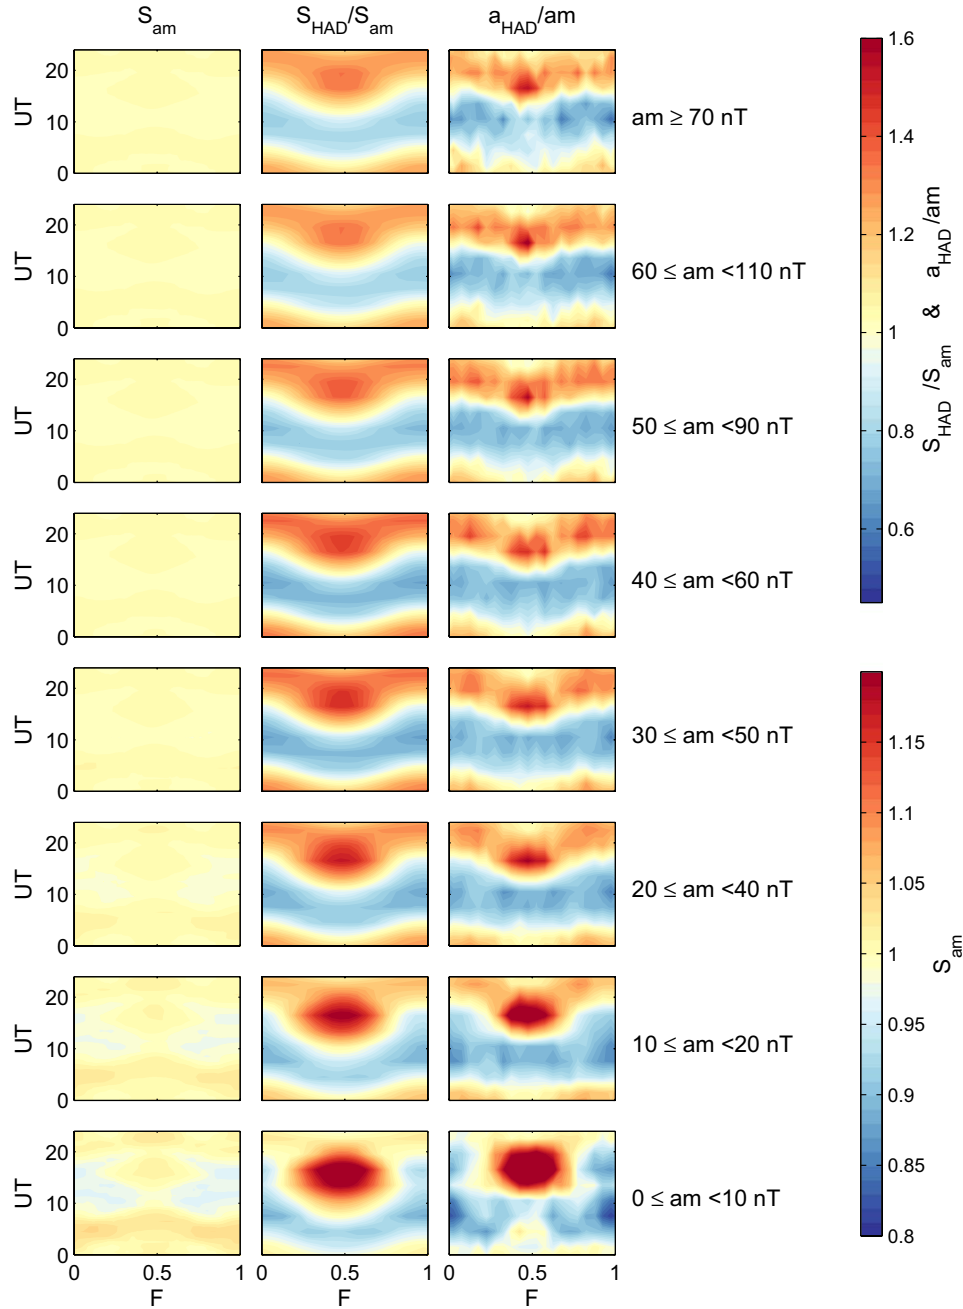 S_am S_HAD/S_am a_HAD/am
UT 20 10 0 am ≥ 70 nT
UT 20 10 0 60 ≤ am <110 nT
UT 20 10 0 50 ≤ am <90 nT
UT 20 10 0 40 ≤ am <60 nT
UT 20 10 0 30 ≤ am <50 nT
UT 20 10 0 20 ≤ am <40 nT
UT 20 10 0 10 ≤ am <20 nT
UT 20 10 0 0 ≤ am <10 nT
0 0.5 1 0 0.5 1 0 0.5 1
F F F
1.6
1.4
1.2
1
0.8
0.6
S_HAD/S_am & a_HAD/am
1.15
1.1
1.05
1
0.95
0.9
0.85
0.8
S_am